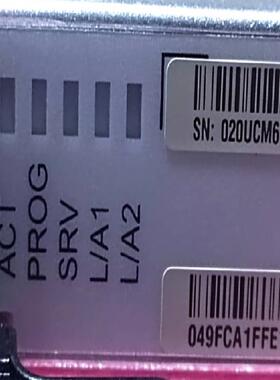 ACT
PROG
SRV
L/A1
L/A2
SN: 020UCM6
049FCA1FFE